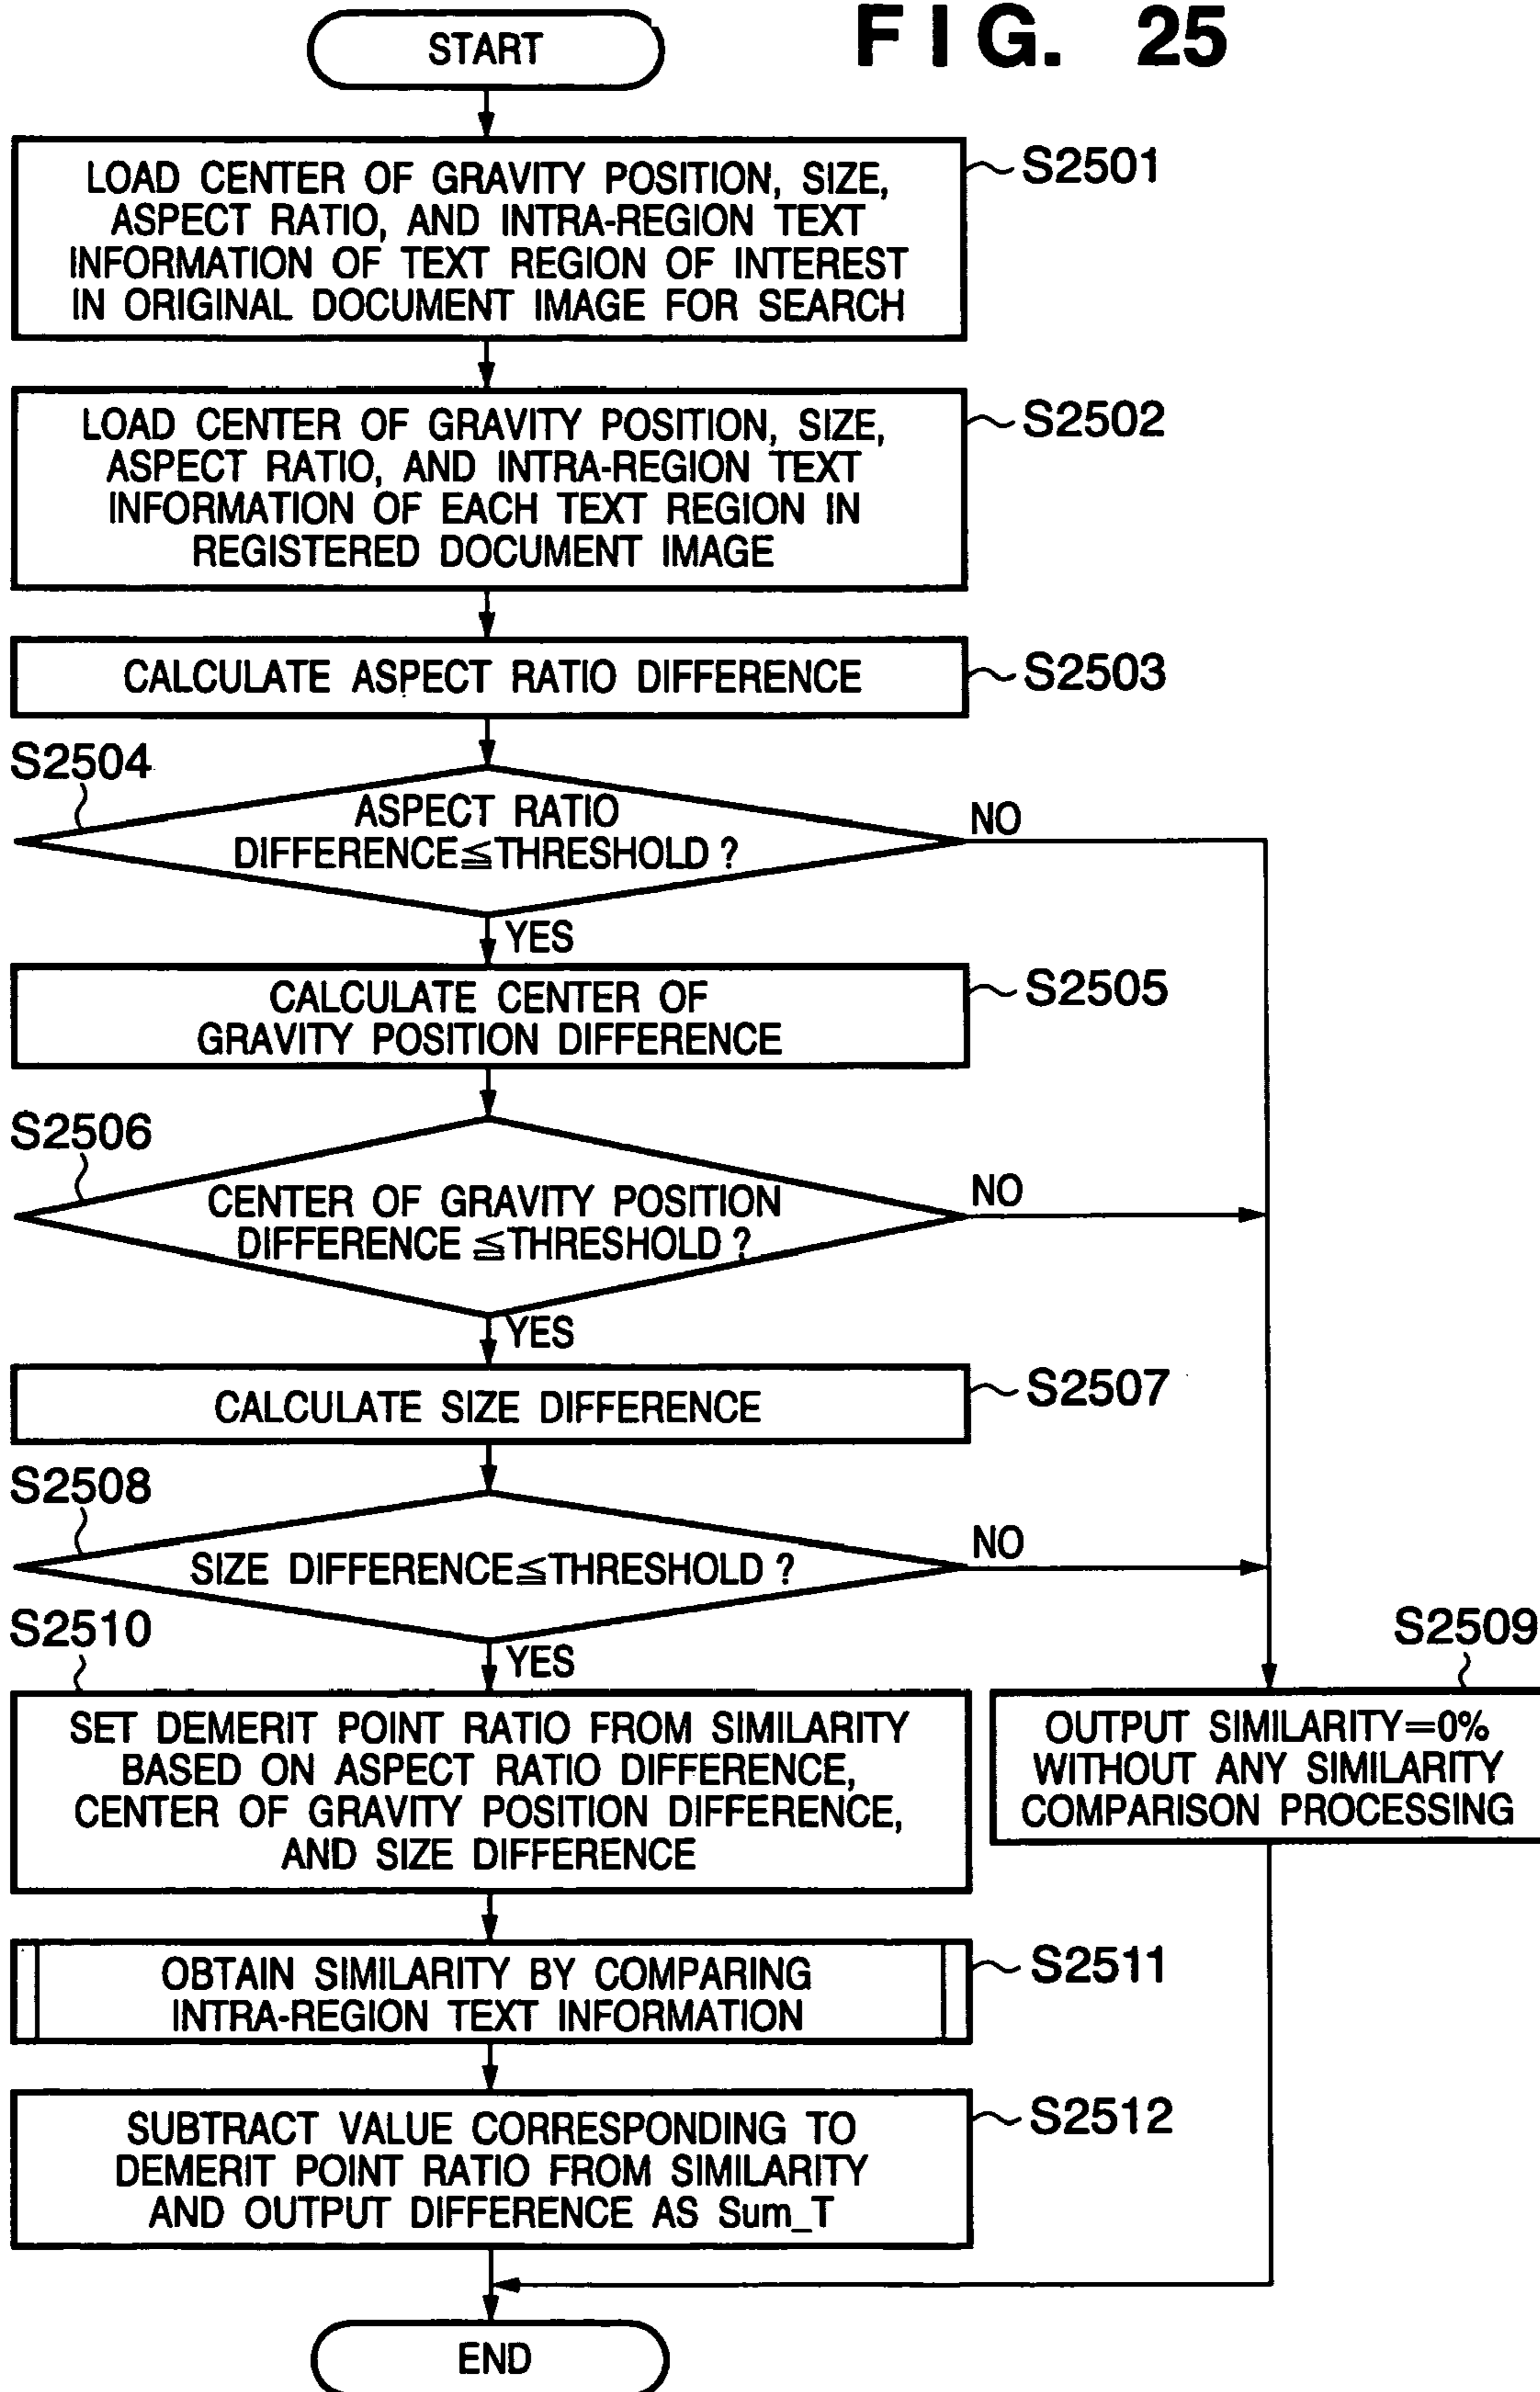 FIG. 25
START
LOAD CENTER OF GRAVITY POSITION, SIZE,
ASPECT RATIO, AND INTRA-REGION TEXT
INFORMATION OF TEXT REGION OF INTEREST
IN ORIGINAL DOCUMENT IMAGE FOR SEARCH
S2501
LOAD CENTER OF GRAVITY POSITION, SIZE,
ASPECT RATIO, AND INTRA-REGION TEXT
INFORMATION OF EACH TEXT REGION IN
REGISTERED DOCUMENT IMAGE
S2502
CALCULATE ASPECT RATIO DIFFERENCE
S2503
S2504
ASPECT RATIO
DIFFERENCE≦THRESHOLD ?
NO
YES
CALCULATE CENTER OF
GRAVITY POSITION DIFFERENCE
S2505
S2506
CENTER OF GRAVITY POSITION
DIFFERENCE ≦THRESHOLD ?
NO
YES
CALCULATE SIZE DIFFERENCE
S2507
S2508
SIZE DIFFERENCE≦THRESHOLD ?
NO
YES
S2510
SET DEMERIT POINT RATIO FROM SIMILARITY
BASED ON ASPECT RATIO DIFFERENCE,
CENTER OF GRAVITY POSITION DIFFERENCE,
AND SIZE DIFFERENCE
S2509
OUTPUT SIMILARITY=0%
WITHOUT ANY SIMILARITY
COMPARISON PROCESSING
OBTAIN SIMILARITY BY COMPARING
INTRA-REGION TEXT INFORMATION
S2511
SUBTRACT VALUE CORRESPONDING TO
DEMERIT POINT RATIO FROM SIMILARITY
AND OUTPUT DIFFERENCE AS Sum_T
S2512
END